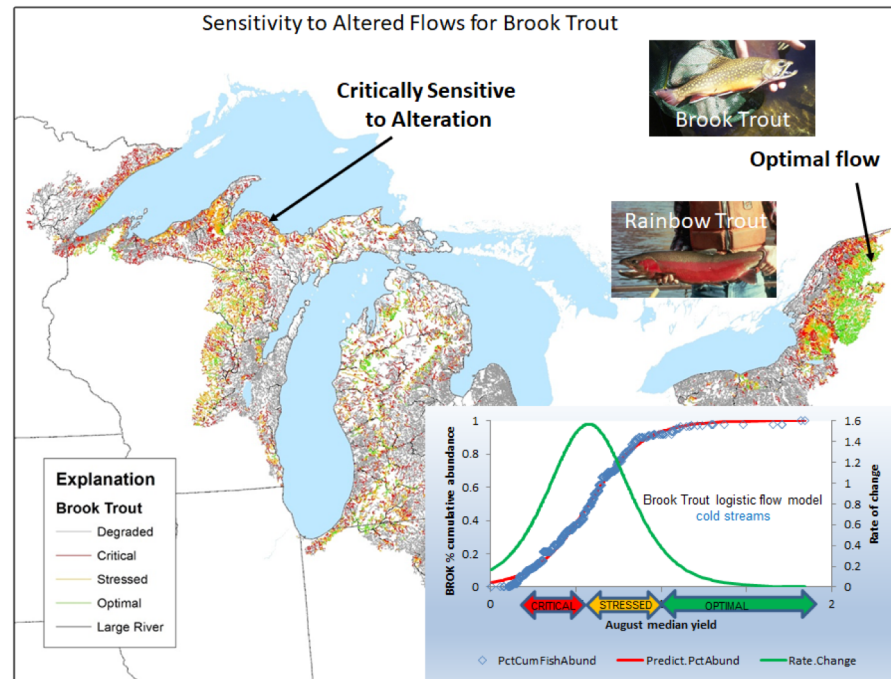 Sensitivity to Altered Flows for Brook Trout
Critically Sensitive
to Alteration
Brook Trout
Optimal flow
Rainbow Trout
Explanation
Brook Trout
Degraded
Critical
Stressed
Optimal
Large River
BROK % cumulative abundance
1
0.8
0.6
0.4
0.2
0
Brook Trout logistic flow model
cold streams
1.6
1.4
1.2
1
0.8
0.6
0.4
0.2
0
Rate of change
0
CRITICAL
STRESSED
OPTIMAL
2
August median yield
PctCumFishAbund
Predict.PctAbund
Rate.Change